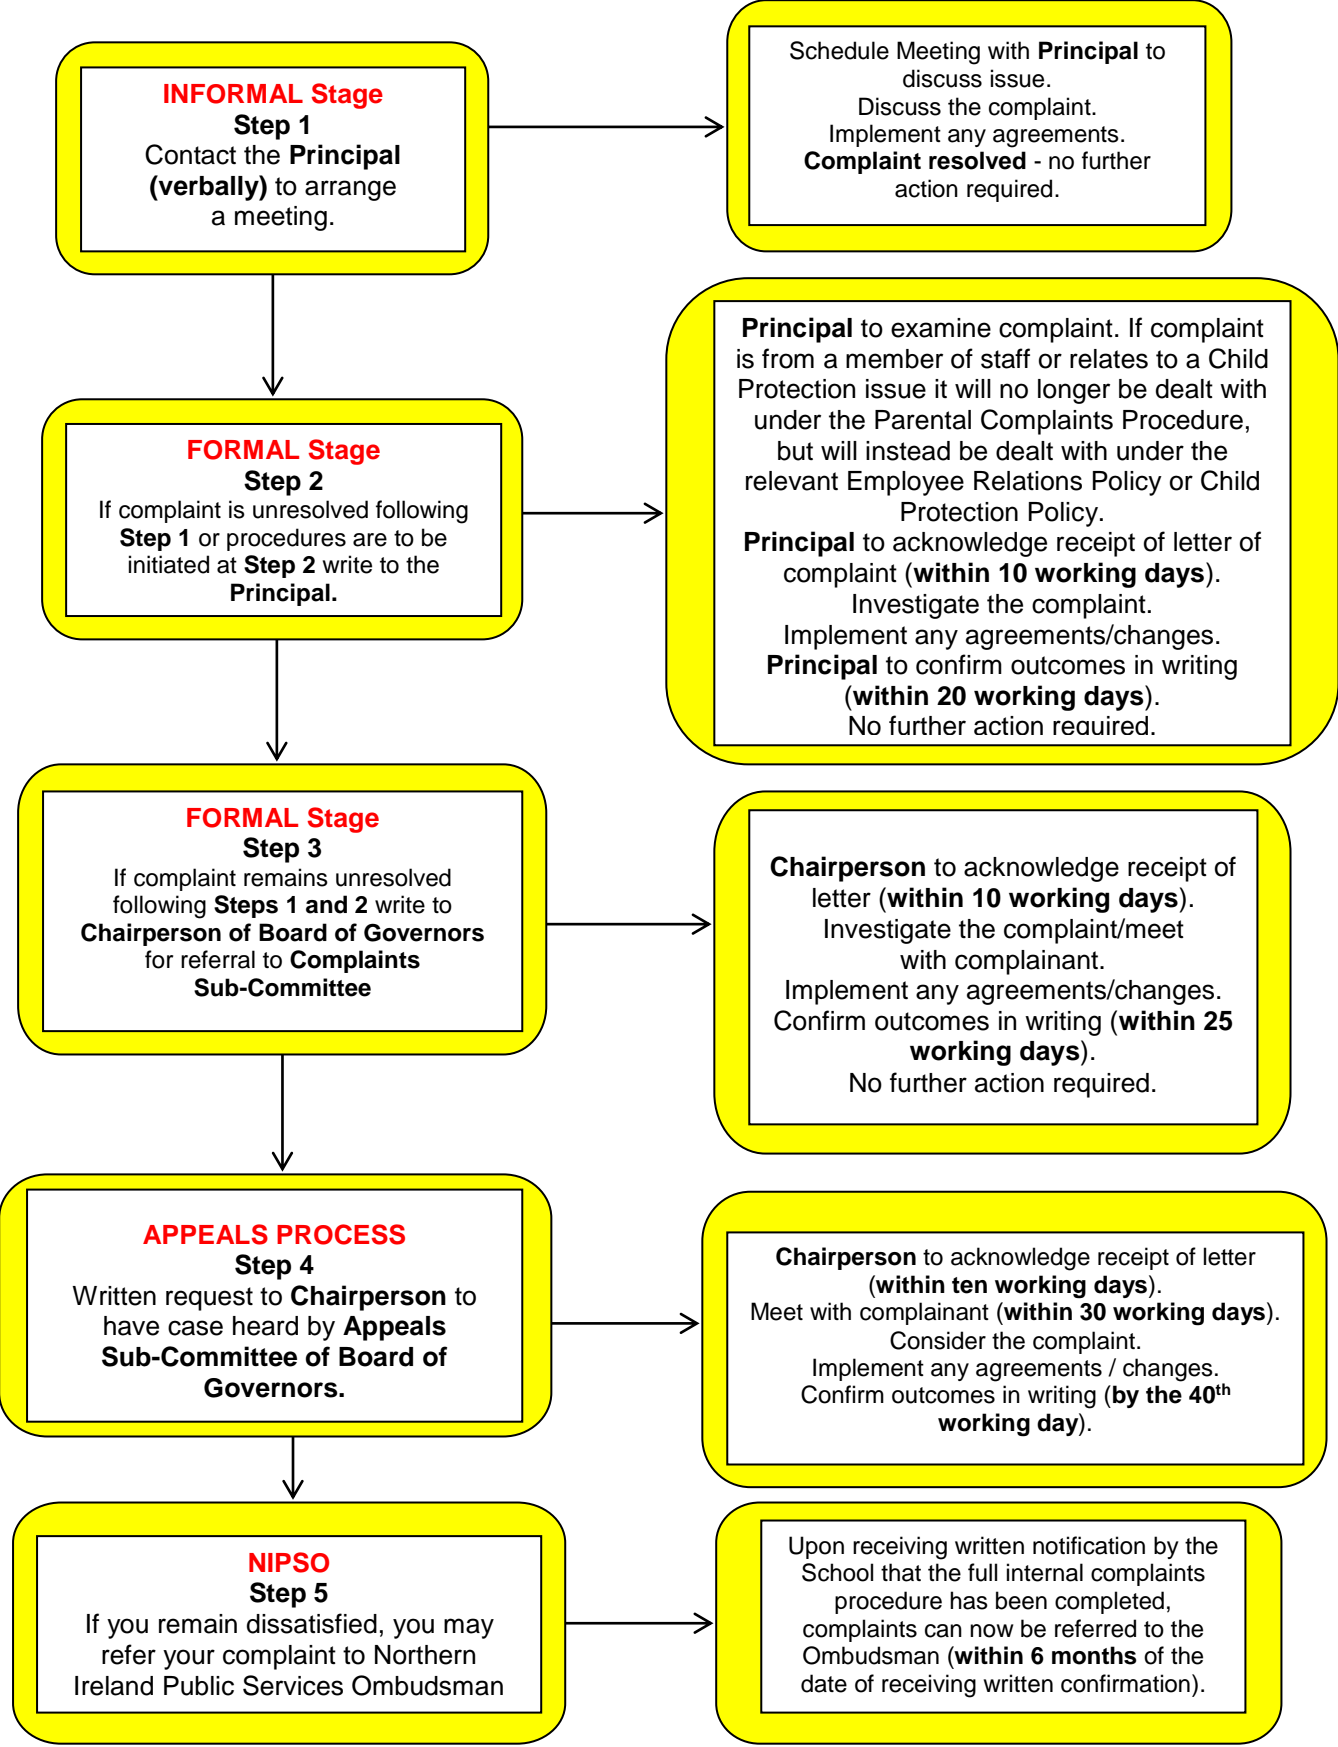 INFORMAL Stage
Step 1
Contact the Principal
(verbally) to arrange
a meeting.
Schedule Meeting with Principal to
discuss issue.
Discuss the complaint.
Implement any agreements.
Complaint resolved - no further
action required.
FORMAL Stage
Step 2
If complaint is unresolved following
Step 1 or procedures are to be
initiated at Step 2 write to the
Principal.
Principal to examine complaint. If complaint
is from a member of staff or relates to a Child
Protection issue it will no longer be dealt with
under the Parental Complaints Procedure,
but will instead be dealt with under the
relevant Employee Relations Policy or Child
Protection Policy.
Principal to acknowledge receipt of letter of
complaint (within 10 working days).
Investigate the complaint.
Implement any agreements/changes.
Principal to confirm outcomes in writing
(within 20 working days).
No further action required.
FORMAL Stage
Step 3
If complaint remains unresolved
following Steps 1 and 2 write to
Chairperson of Board of Governors
for referral to Complaints
Sub-Committee
Chairperson to acknowledge receipt of
letter (within 10 working days).
Investigate the complaint/meet
with complainant.
Implement any agreements/changes.
Confirm outcomes in writing (within 25
working days).
No further action required.
APPEALS PROCESS
Step 4
Written request to Chairperson to
have case heard by Appeals
Sub-Committee of Board of
Governors.
Chairperson to acknowledge receipt of letter
(within ten working days).
Meet with complainant (within 30 working days).
Consider the complaint.
Implement any agreements / changes.
Confirm outcomes in writing (by the 40th
working day).
NIPSO
Step 5
If you remain dissatisfied, you may
refer your complaint to Northern
Ireland Public Services Ombudsman
Upon receiving written notification by the
School that the full internal complaints
procedure has been completed,
complaints can now be referred to the
Ombudsman (within 6 months of the
date of receiving written confirmation).